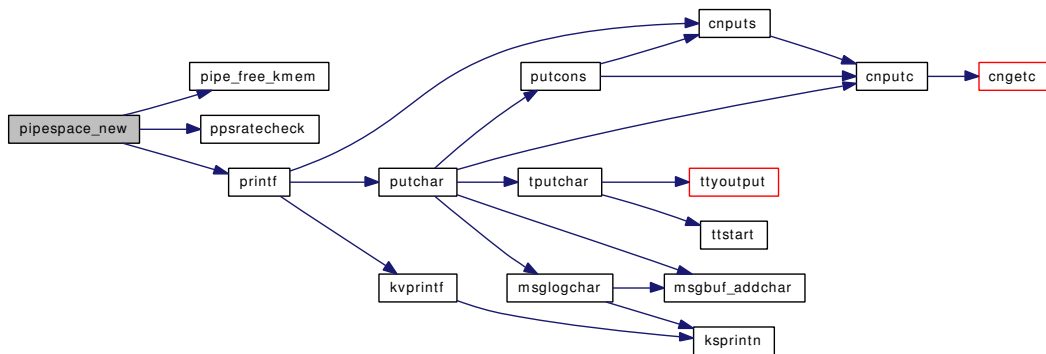 cnputs
pipe_free_kmem
putcons
cnputc
cngetc
pipespace_new
ppsratecheck
printf
putchar
tputchar
ttyoutput
ttstart
kvprintf
msglogchar
msgbuf_addchar
ksprintn